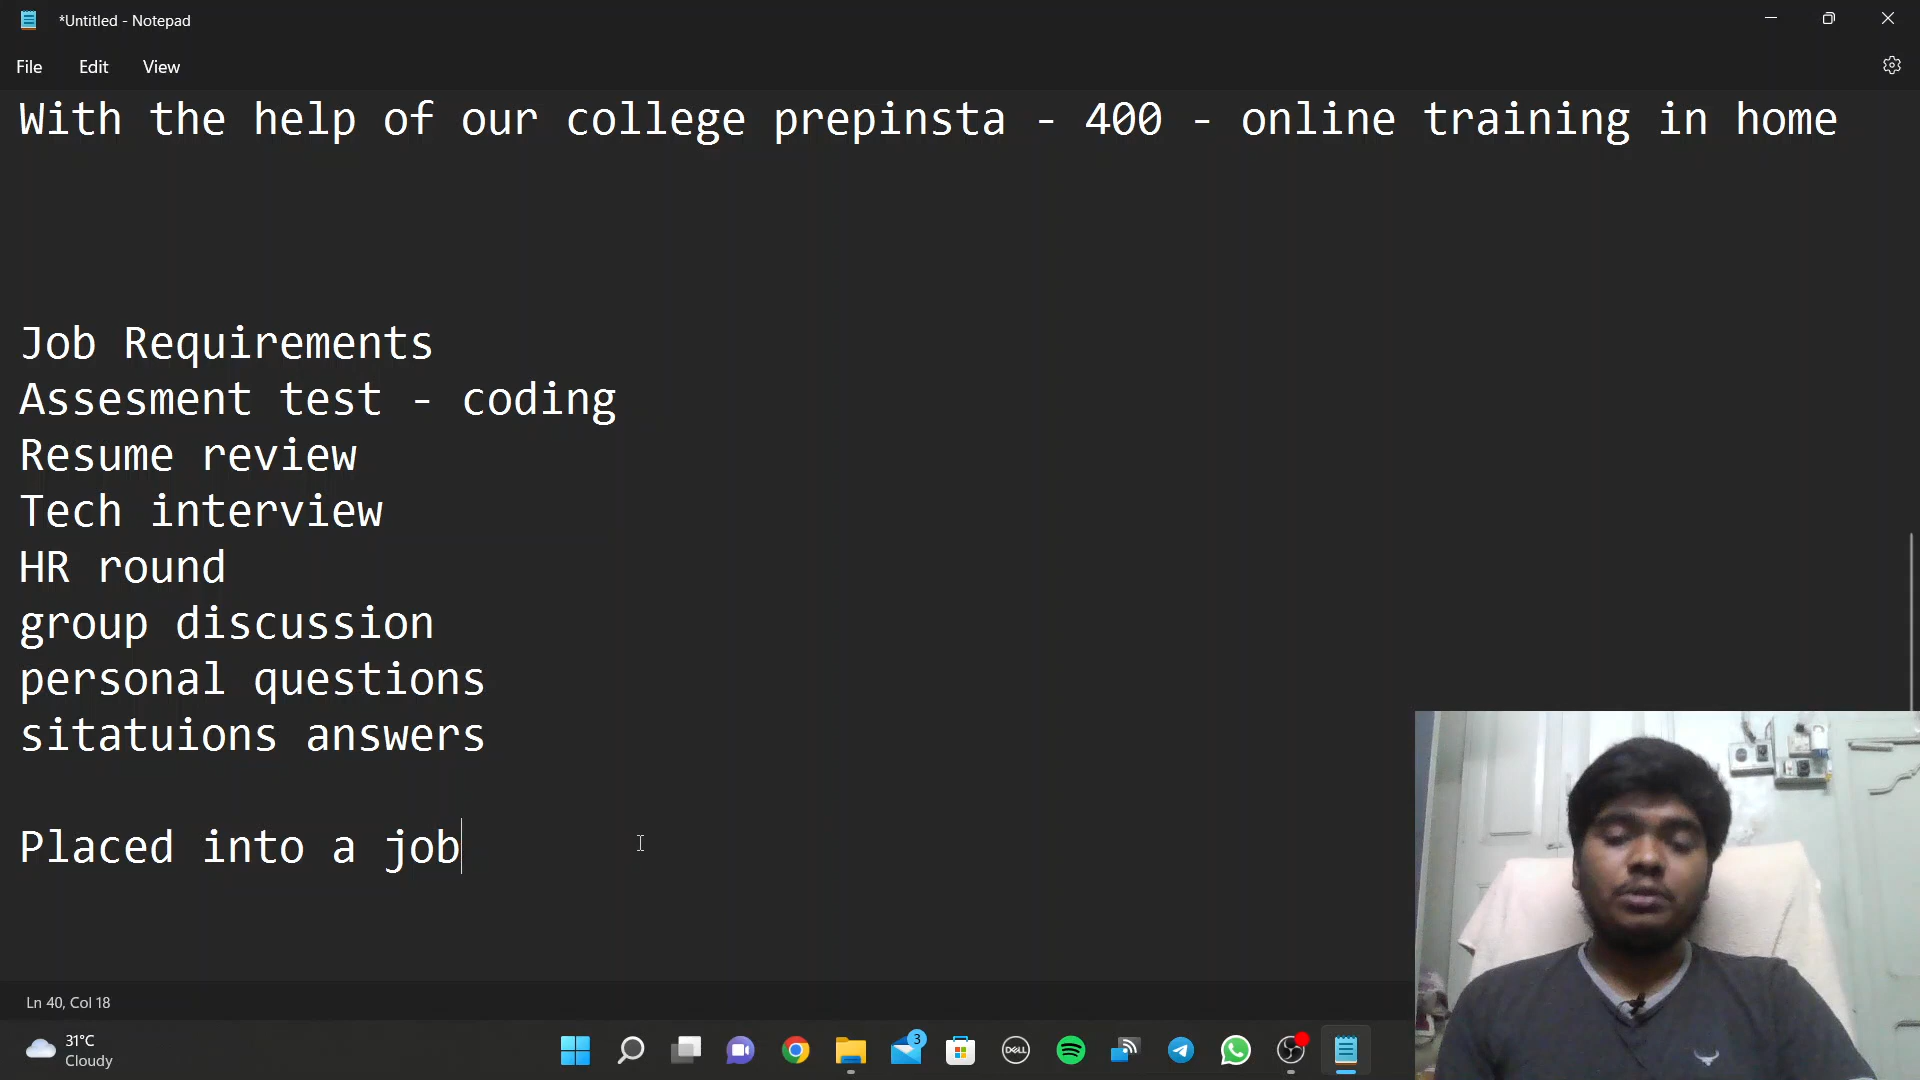 *Untitled - Notepad
File Edit View
With the help of our college prepinsta - 400 - online training in home
Job Requirements
Assesment test - coding
Resume review
Tech interview
HR round
group discussion
personal questions
sitatuions answers
Placed into a job
Ln 40, Col 18
31°C
Cloudy
3
DELL